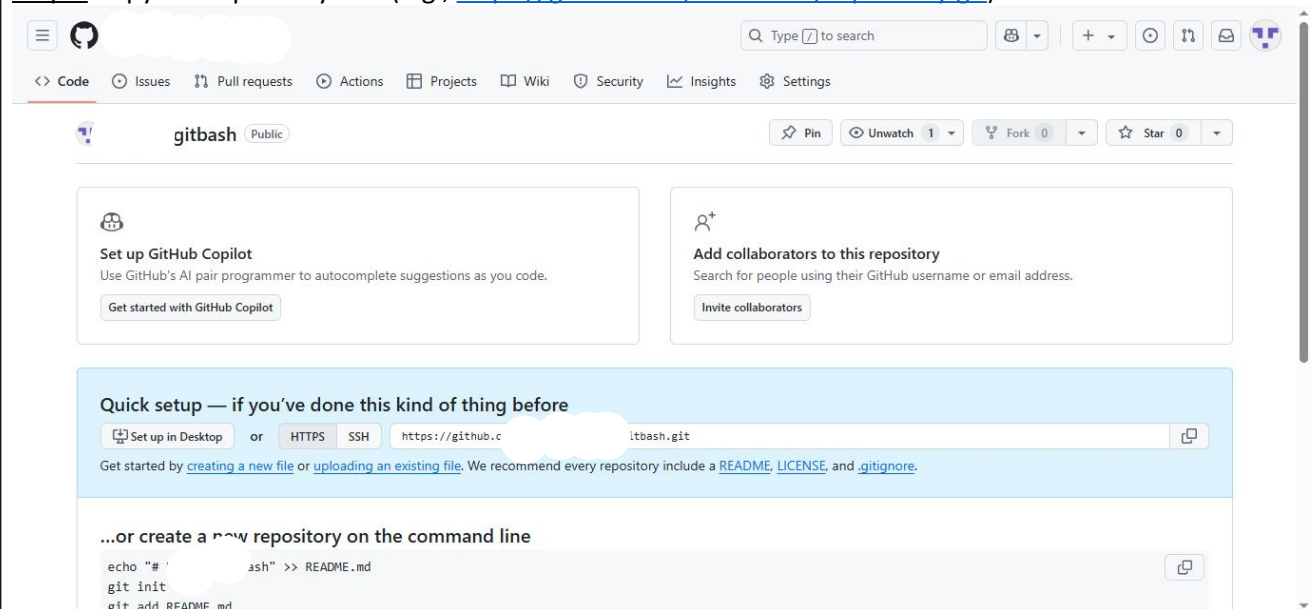 Type / to search
Code Issues Pull requests Actions Projects Wiki Security Insights Settings
gitbash Public Pin Unwatch 1 Fork 0 Star 0
Set up GitHub Copilot
Use GitHub's AI pair programmer to autocomplete suggestions as you code.
Get started with GitHub Copilot
Add collaborators to this repository
Search for people using their GitHub username or email address.
Invite collaborators
Quick setup — if you've done this kind of thing before
Set up in Desktop or HTTPS SSH https://github.c itbash.git
Get started by creating a new file or uploading an existing file. We recommend every repository include a README, LICENSE, and .gitignore.
...or create a new repository on the command line
echo "# ash" >> README.md
git init
git add README.md